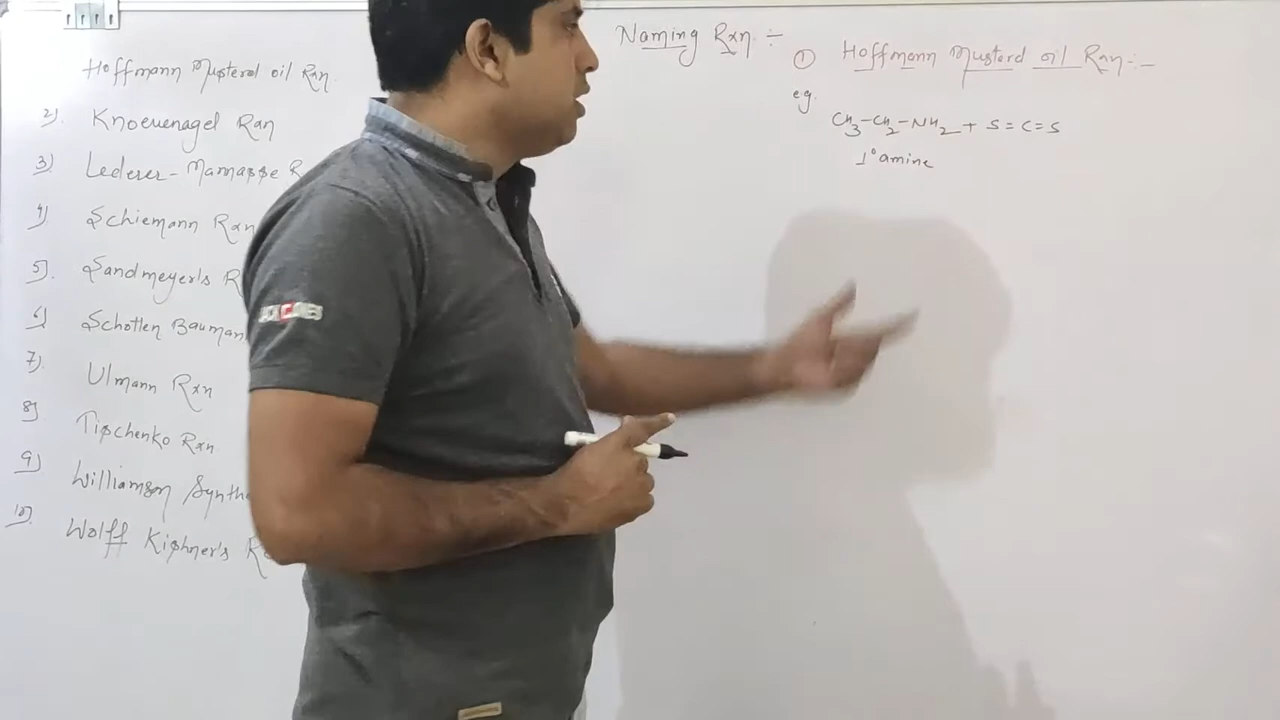 Hoffmann Musterd oil Rxn.
2). Knoevenagel Rxn
3) Lederer-Manasse R
4) Schiemann Rxn
5). Sandmeyer's R
6) Schotten Bauman
7). Ulmann Rxn
8) Tischenko Rxn
9) Williamson Synthe
10). Wolff Kishner's R
Naming Rxn. ÷
① Hoffmann Musterd oil Rxn:-
eg.
CH3-CH2-NH2 + S=C=S
1° amine